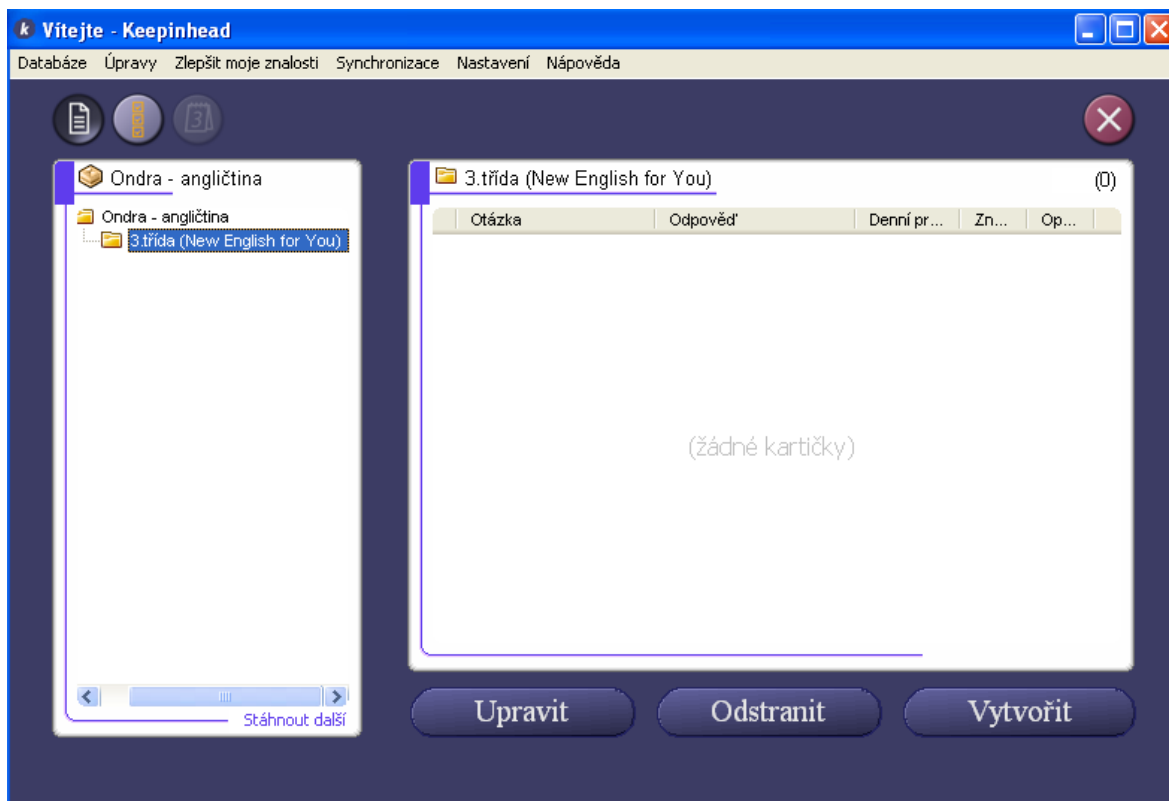 Vítejte - Keepinhead
Databáze Úpravy Zlepšit moje znalosti Synchronizace Nastavení Nápověda
3
Ondra - angličtina
Ondra - angličtina
3.třída (New English for You)
Stáhnout další
3.třída (New English for You) (0)
Otázka Odpověď Denní pr... Zn... Op...
(žádné kartičky)
Upravit Odstranit Vytvořit